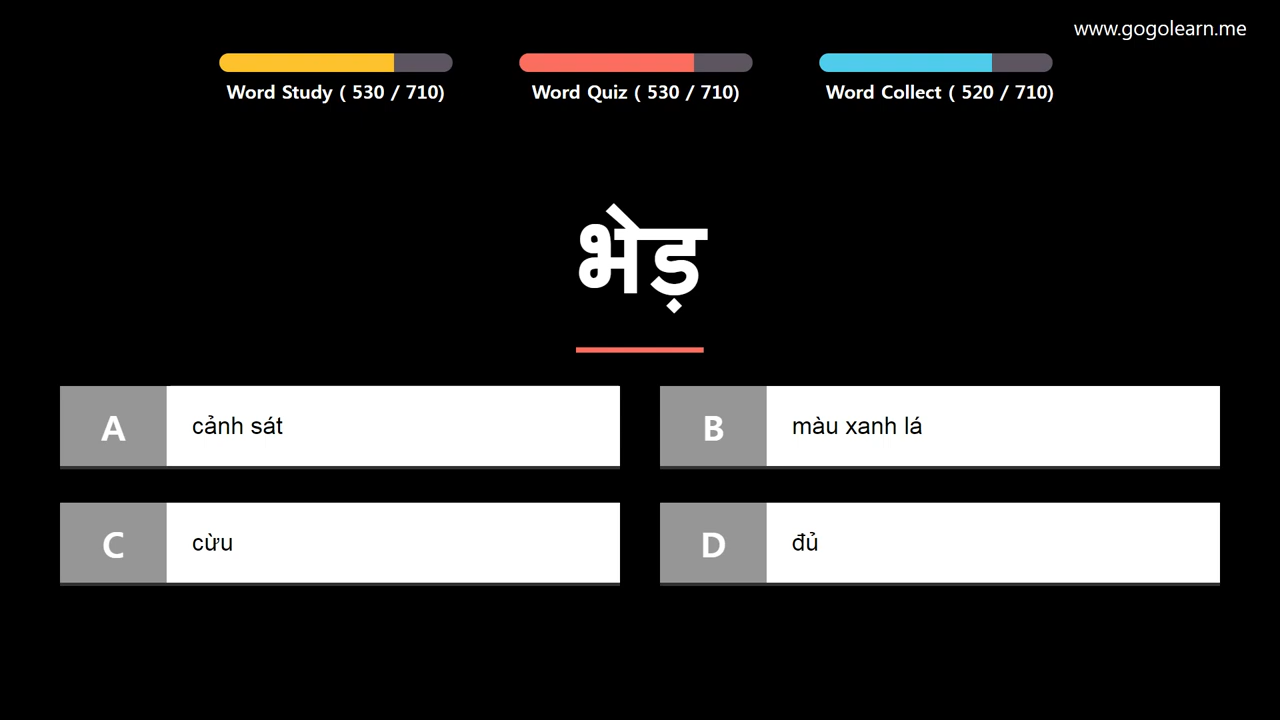 www.gogolearn.me
Word Study ( 530 / 710)
Word Quiz ( 530 / 710)
Word Collect ( 520 / 710)
भेड़
A cảnh sát
B màu xanh lá
C cừu
D đủ